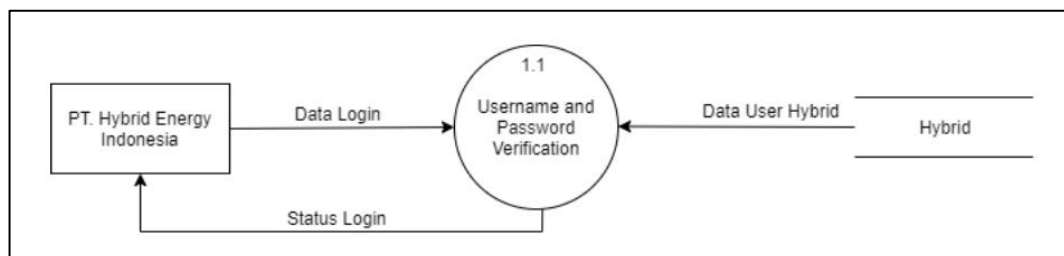 1.1
PT. Hybrid Energy
Indonesia
Data Login
Username and
Password
Verification
Data User Hybrid
Hybrid
Status Login